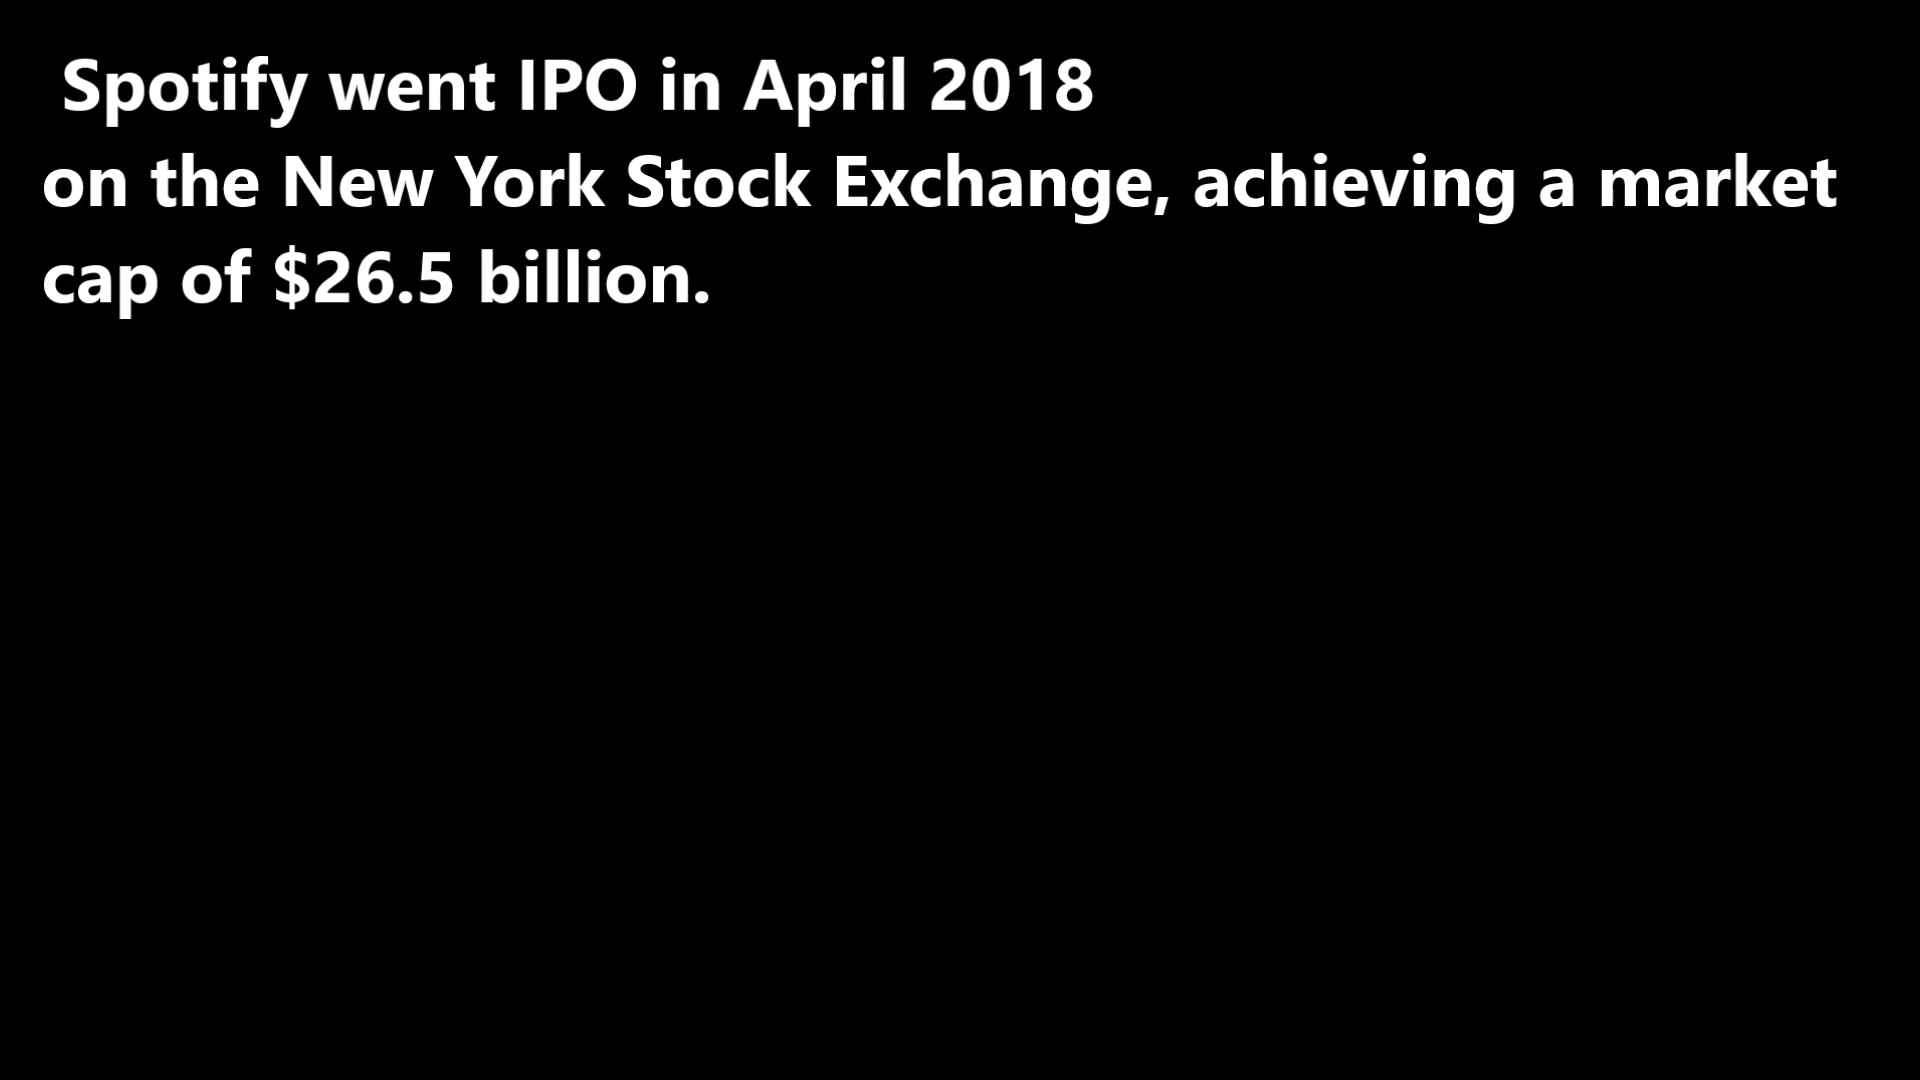 Spotify went IPO in April 2018
on the New York Stock Exchange, achieving a market
cap of $26.5 billion.